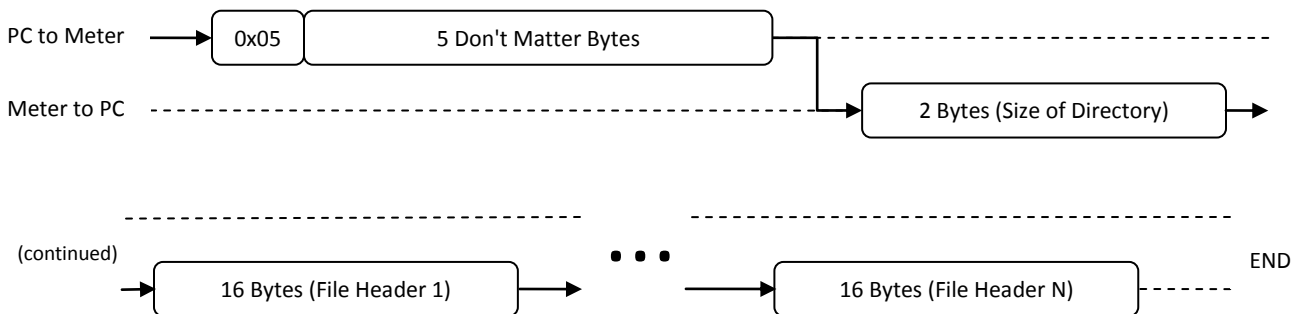 PC to Meter 0x05 5 Don't Matter Bytes
Meter to PC 2 Bytes (Size of Directory)
(continued) 16 Bytes (File Header 1) 16 Bytes (File Header N) END